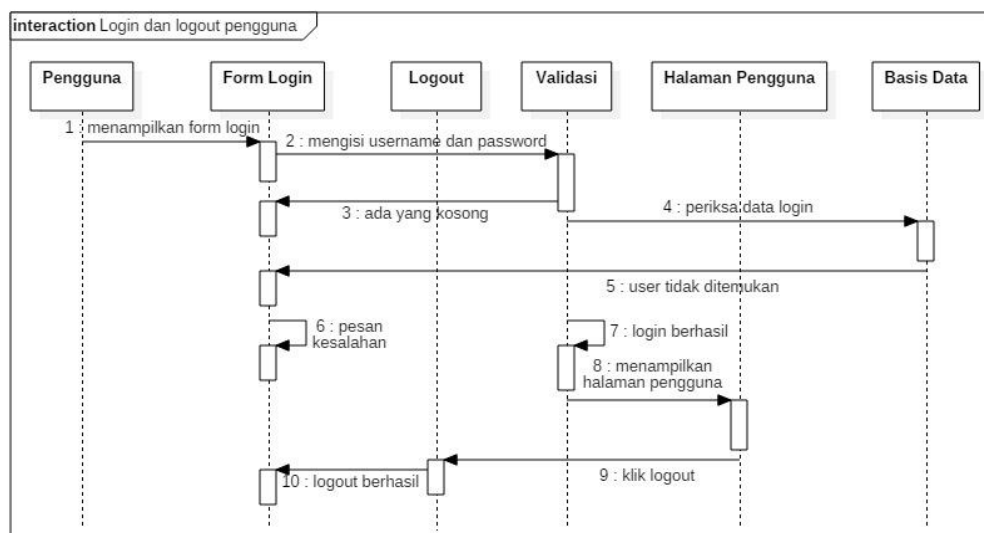 interaction Login dan logout pengguna
Pengguna
Form Login
Logout
Validasi
Halaman Pengguna
Basis Data
1 : menampilkan form login
2 : mengisi username dan password
3 : ada yang kosong
4 : periksa data login
5 : user tidak ditemukan
6 : pesan
kesalahan
7 : login berhasil
8 : menampilkan
halaman pengguna
9 : klik logout
10 : logout berhasil